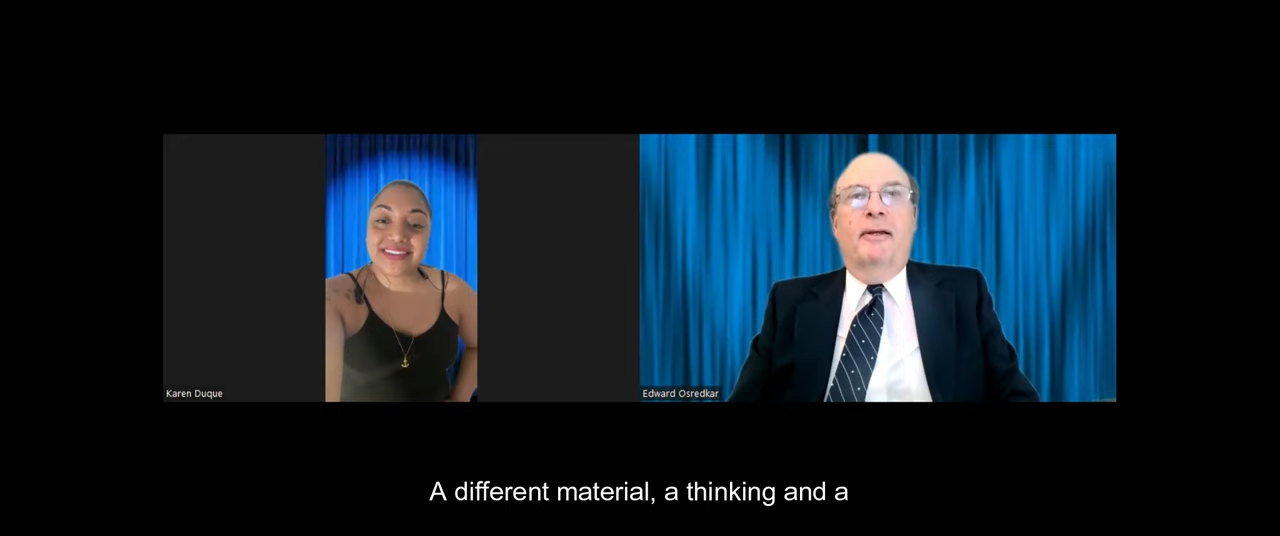 Karen Duque
Edward Osredkar
A different material, a thinking and a